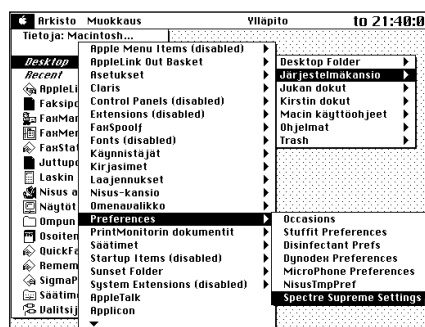 Arkisto Muokkaus Ylläpito to 21:40:0
Tietoja: Macintosh...
Desktop
Recent
AppleLi
Faksipo
FaxMan
FaxMen
FaxStat
Juttupo
Laskin
Nisus a
Näytöt
Ompun
Osoiten
QuickFa
Remem
SigmaP
Säätim
Valitsij
Apple Menu Items (disabled)
AppleLink Out Basket
Asetukset
Claris
Control Panels (disabled)
Extensions (disabled)
FaxSpoolf
Fonts (disabled)
Käynnistäjät
Kirjasimet
Laajennukset
Nisus-kansio
Omenavalikko
Preferences
PrintMonitorin dokumentit
Säätimet
Startup Items (disabled)
Sunset Folder
System Extensions (disabled)
AppleTalk
Applicon
Desktop Folder
Järjestelmäkansio
Jukan dokut
Kirstin dokut
Macin käyttöohjeet
Ohjelmat
Trash
Occasions
Stuffit Preferences
Disinfectant Prefs
Dynodex Preferences
MicroPhone Preferences
NisusTmpPref
Spectre Supreme Settings